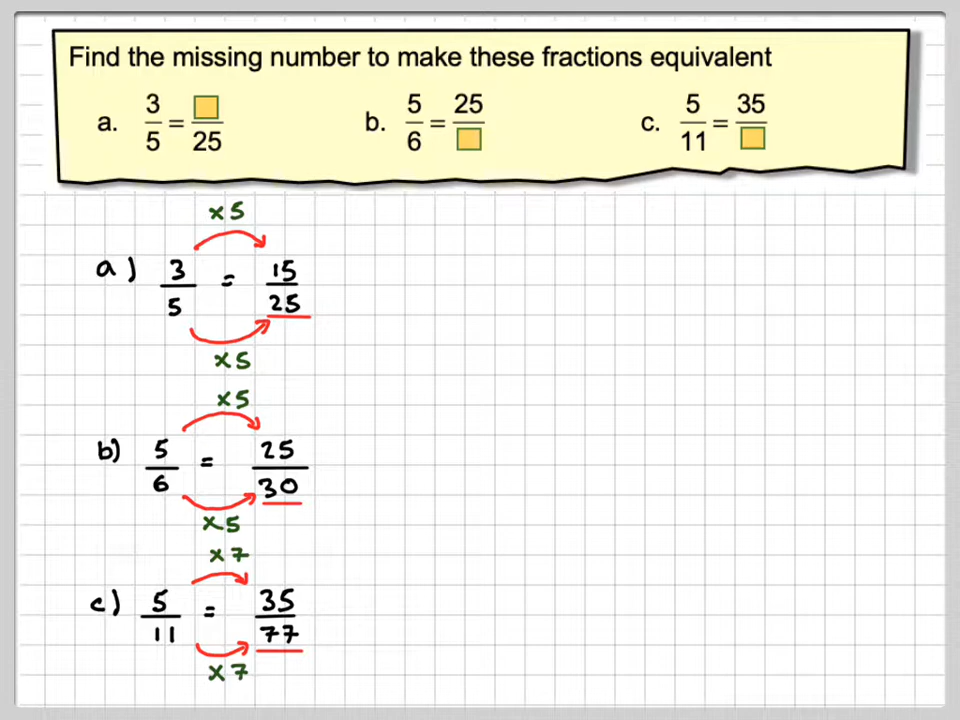 Find the missing number to make these fractions equivalent
a. 3/5 = □/25 b. 5/6 = 25/□ c. 5/11 = 35/□
×5
a) 3/5 = 15/25
×5
×5
b) 5/6 = 25/30
×5
×7
c) 5/11 = 35/77
×7